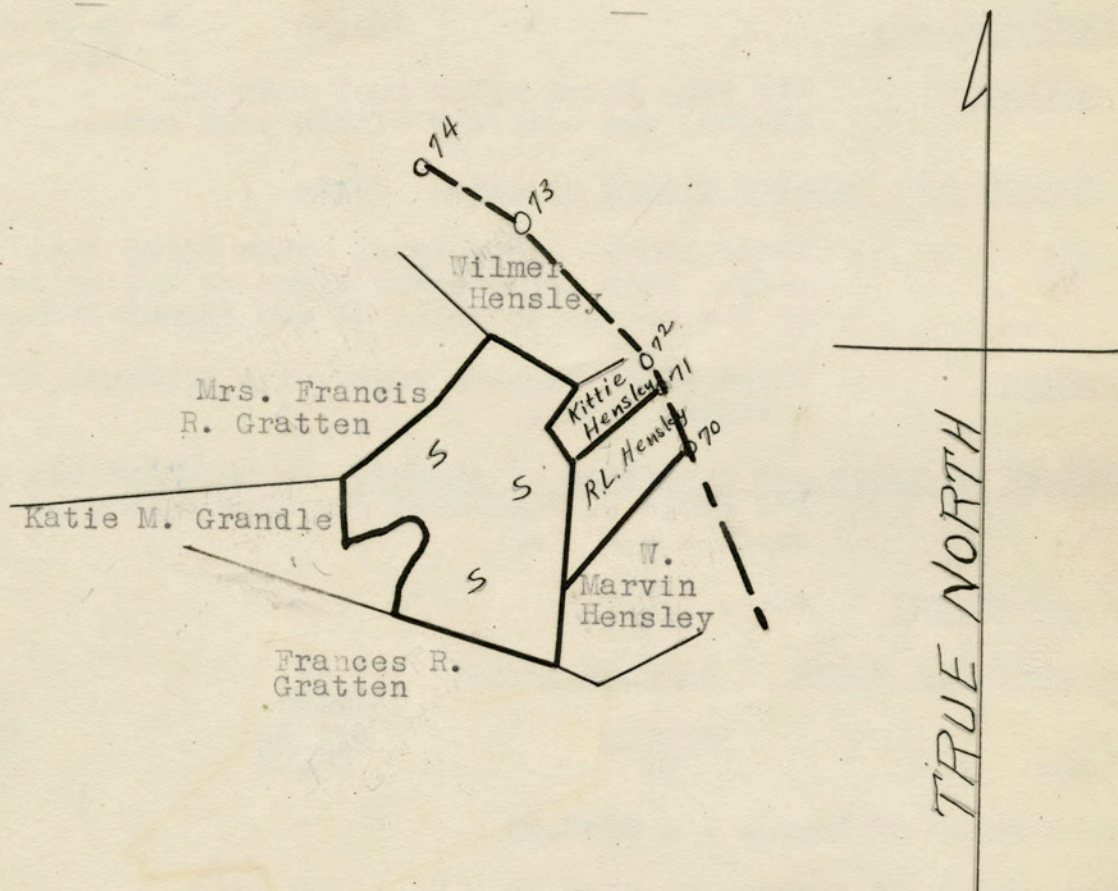 74
73
Wilmer
Hensley
72
71
Kittie
Hensley
70
R.L. Hensley
Mrs. Francis
R. Gratten
S
S
S
Katie M. Grandle
W.
Marvin
Hensley
Frances R.
Gratten
TRUE NORTH